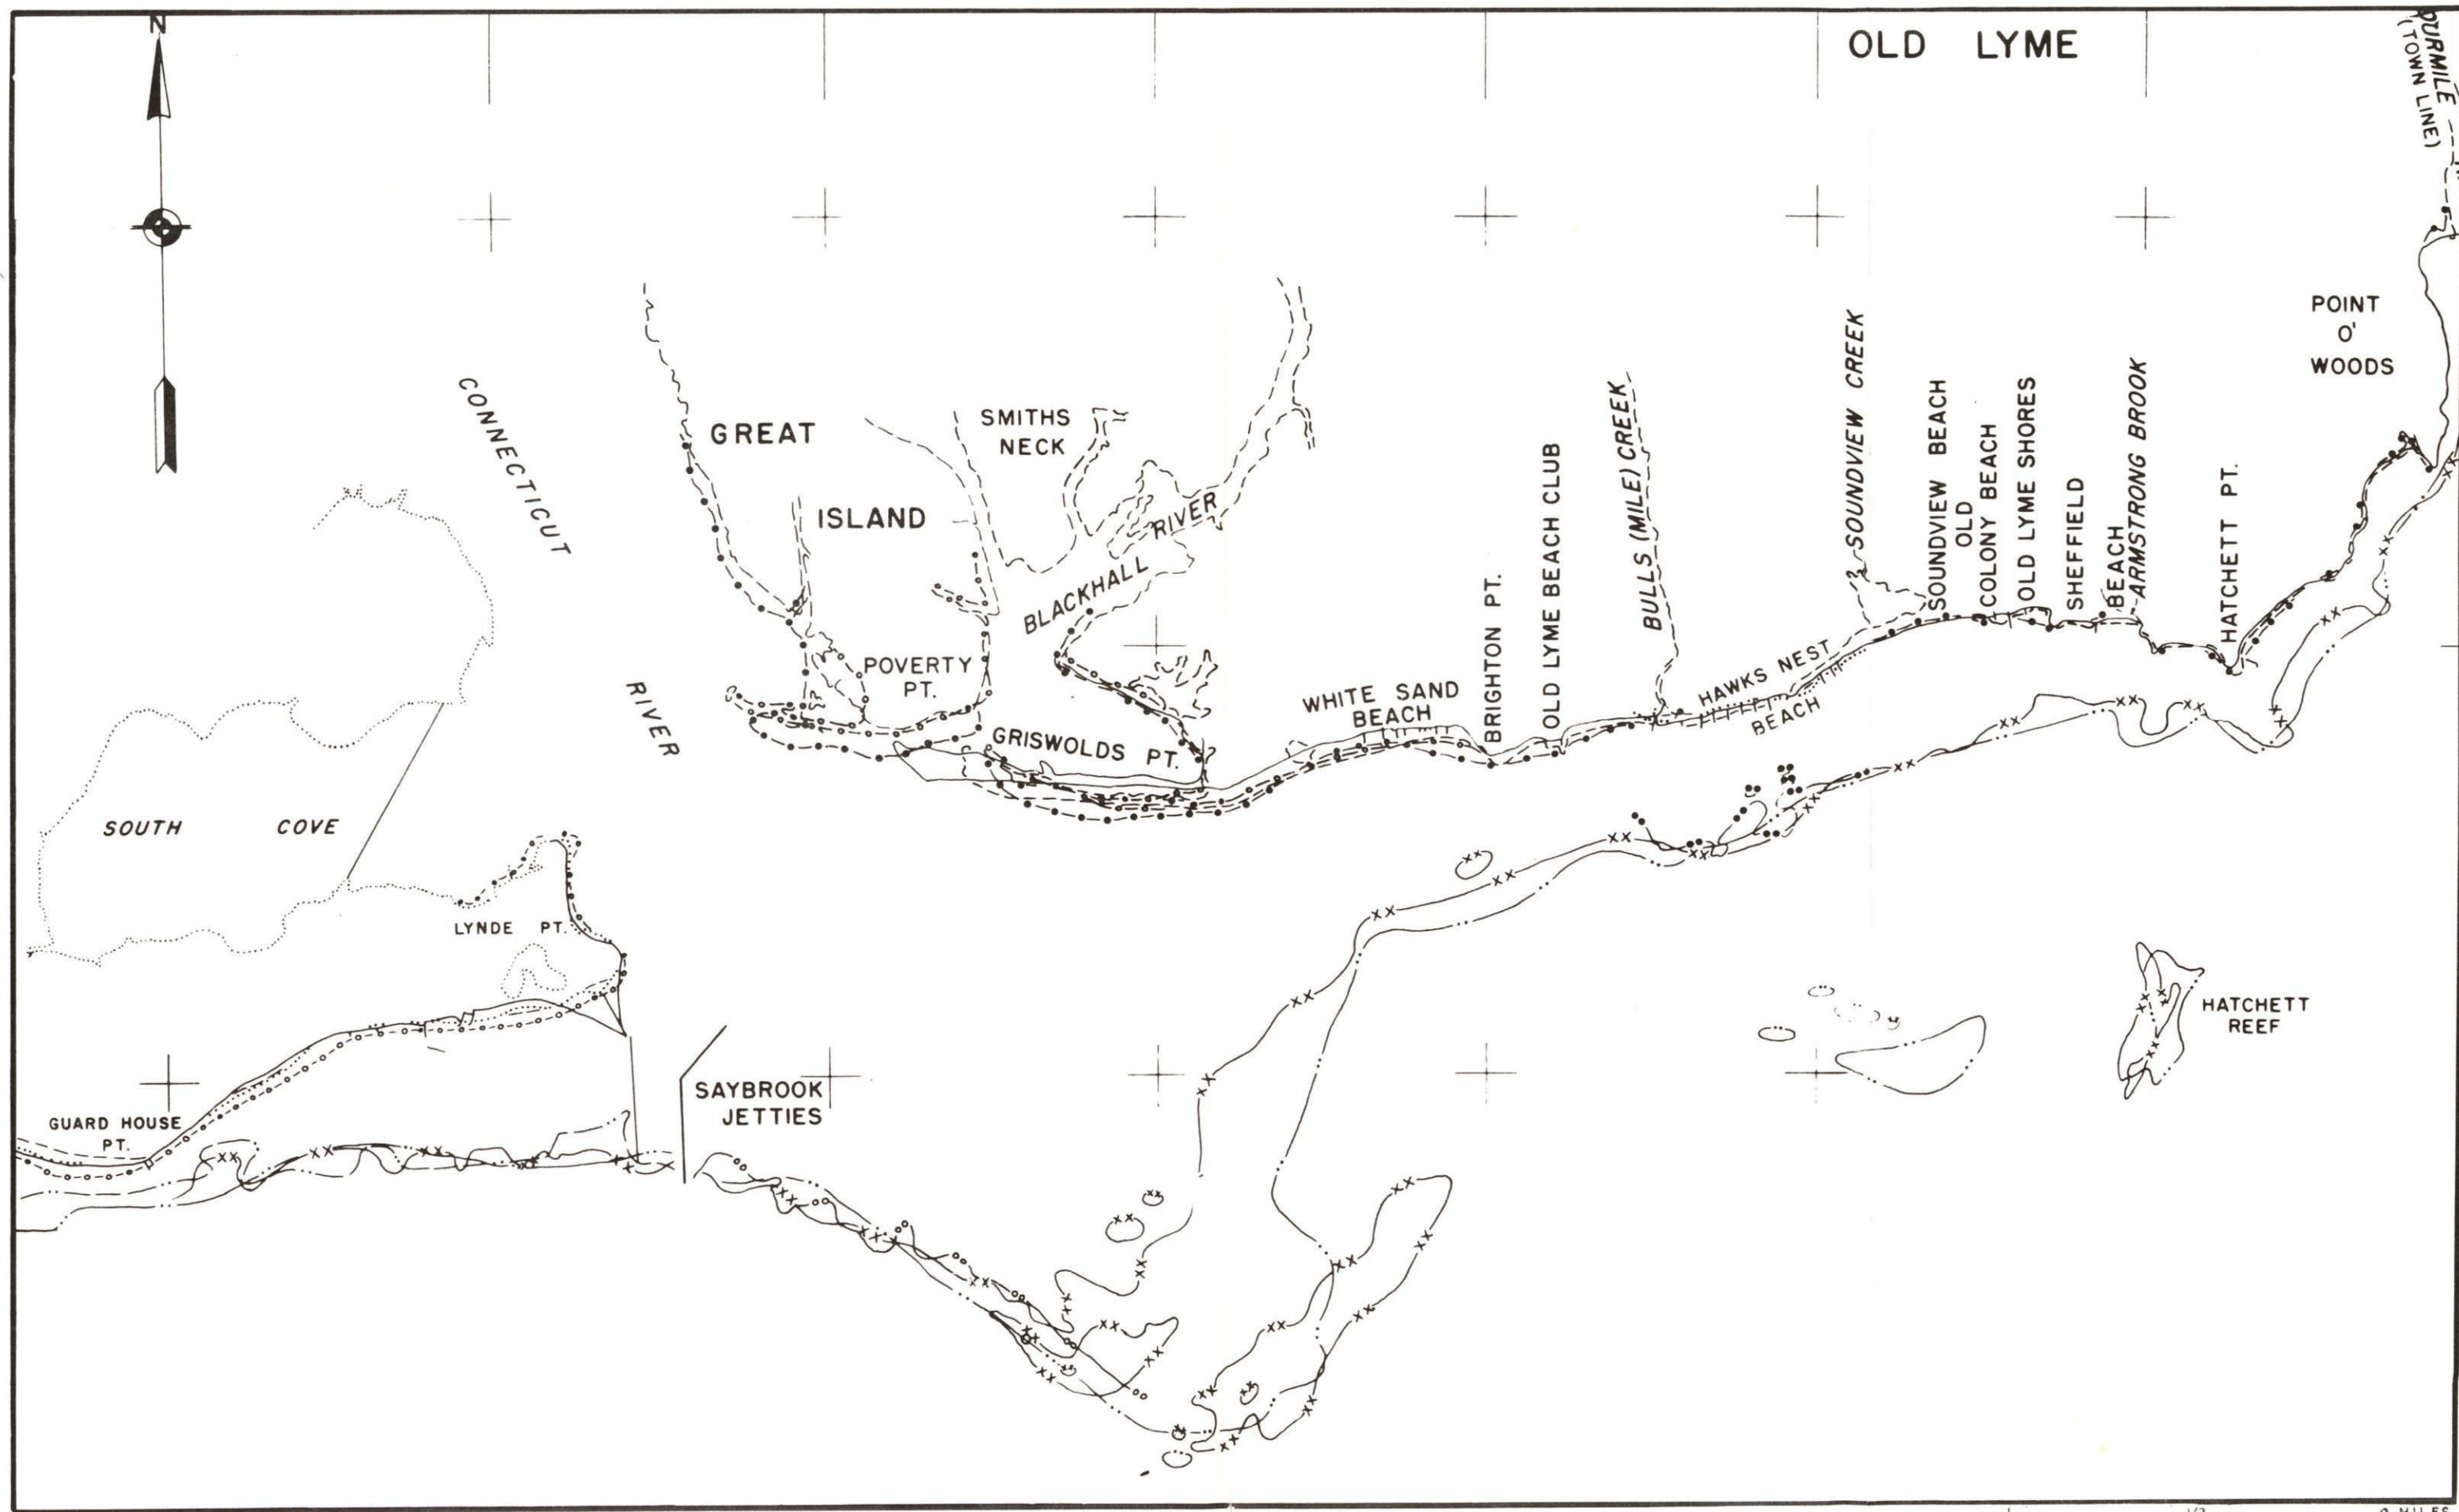 N
OLD LYME
(TOWN LINE)
POINT
O'
WOODS
CONNECTICUT
RIVER
GREAT
ISLAND
SMITHS
NECK
BLACKHALL
RIVER
POVERTY
PT.
GRISWOLDS PT.
WHITE SAND
BEACH
BRIGHTON PT.
OLD LYME BEACH CLUB
BULLS (MILE) CREEK
HAWKS NEST
BEACH
SOUNDVIEW CREEK
SOUNDVIEW BEACH
OLD
COLONY BEACH
OLD LYME SHORES
SHEFFIELD
BEACH
ARMSTRONG BROOK
HATCHETT PT.
SOUTH COVE
LYNDE PT.
GUARD HOUSE
PT.
SAYBROOK
JETTIES
HATCHETT
REEF